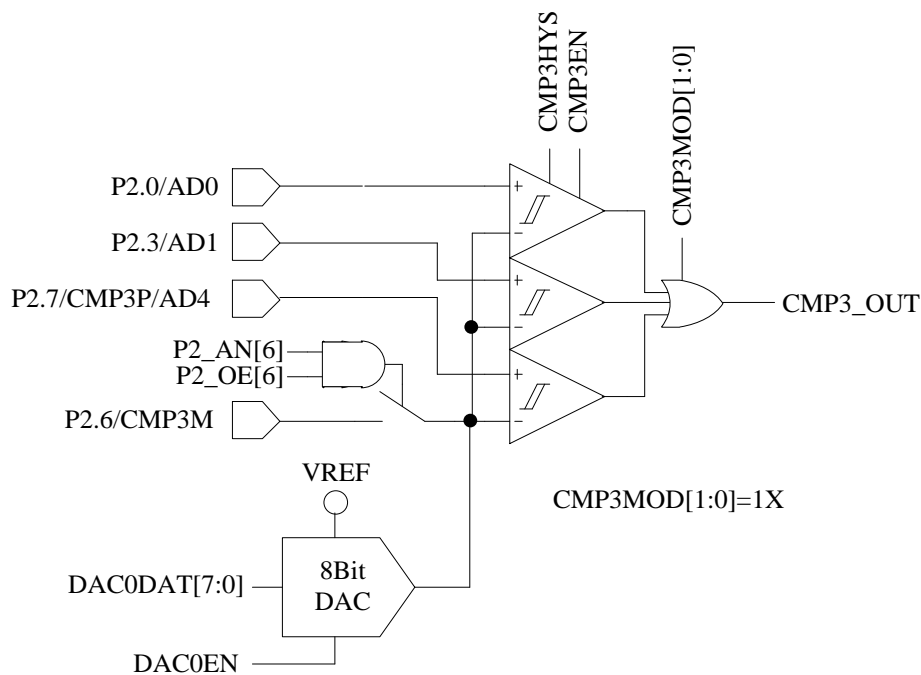 CMP3HYS
CMP3EN
CMP3MOD[1:0]
P2.0/AD0
+
−
P2.3/AD1
+
−
P2.7/CMP3P/AD4
CMP3_OUT
P2_AN[6]
P2_OE[6]
+
−
P2.6/CMP3M
VREF
CMP3MOD[1:0]=1X
DAC0DAT[7:0]
8Bit
DAC
DAC0EN